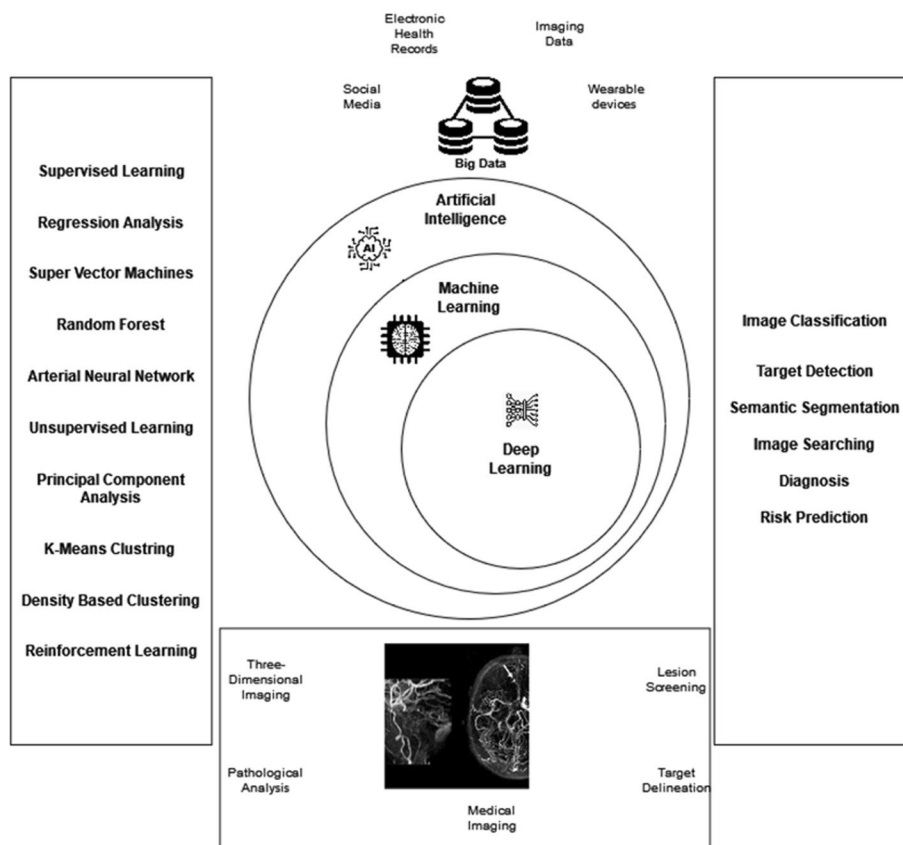 Electronic
Health
Records
Imaging
Data
Social
Media
Wearable
devices
Big Data
Supervised Learning
Regression Analysis
Super Vector Machines
Random Forest
Arterial Neural Network
Unsupervised Learning
Principal Component
Analysis
K-Means Clustring
Density Based Clustering
Reinforcement Learning
Artificial
Intelligence
AI
Machine
Learning
Deep
Learning
Image Classification
Target Detection
Semantic Segmentation
Image Searching
Diagnosis
Risk Prediction
Three-
Dimensional
Imaging
Lesion
Screening
Pathological
Analysis
Target
Delineation
Medical
Imaging